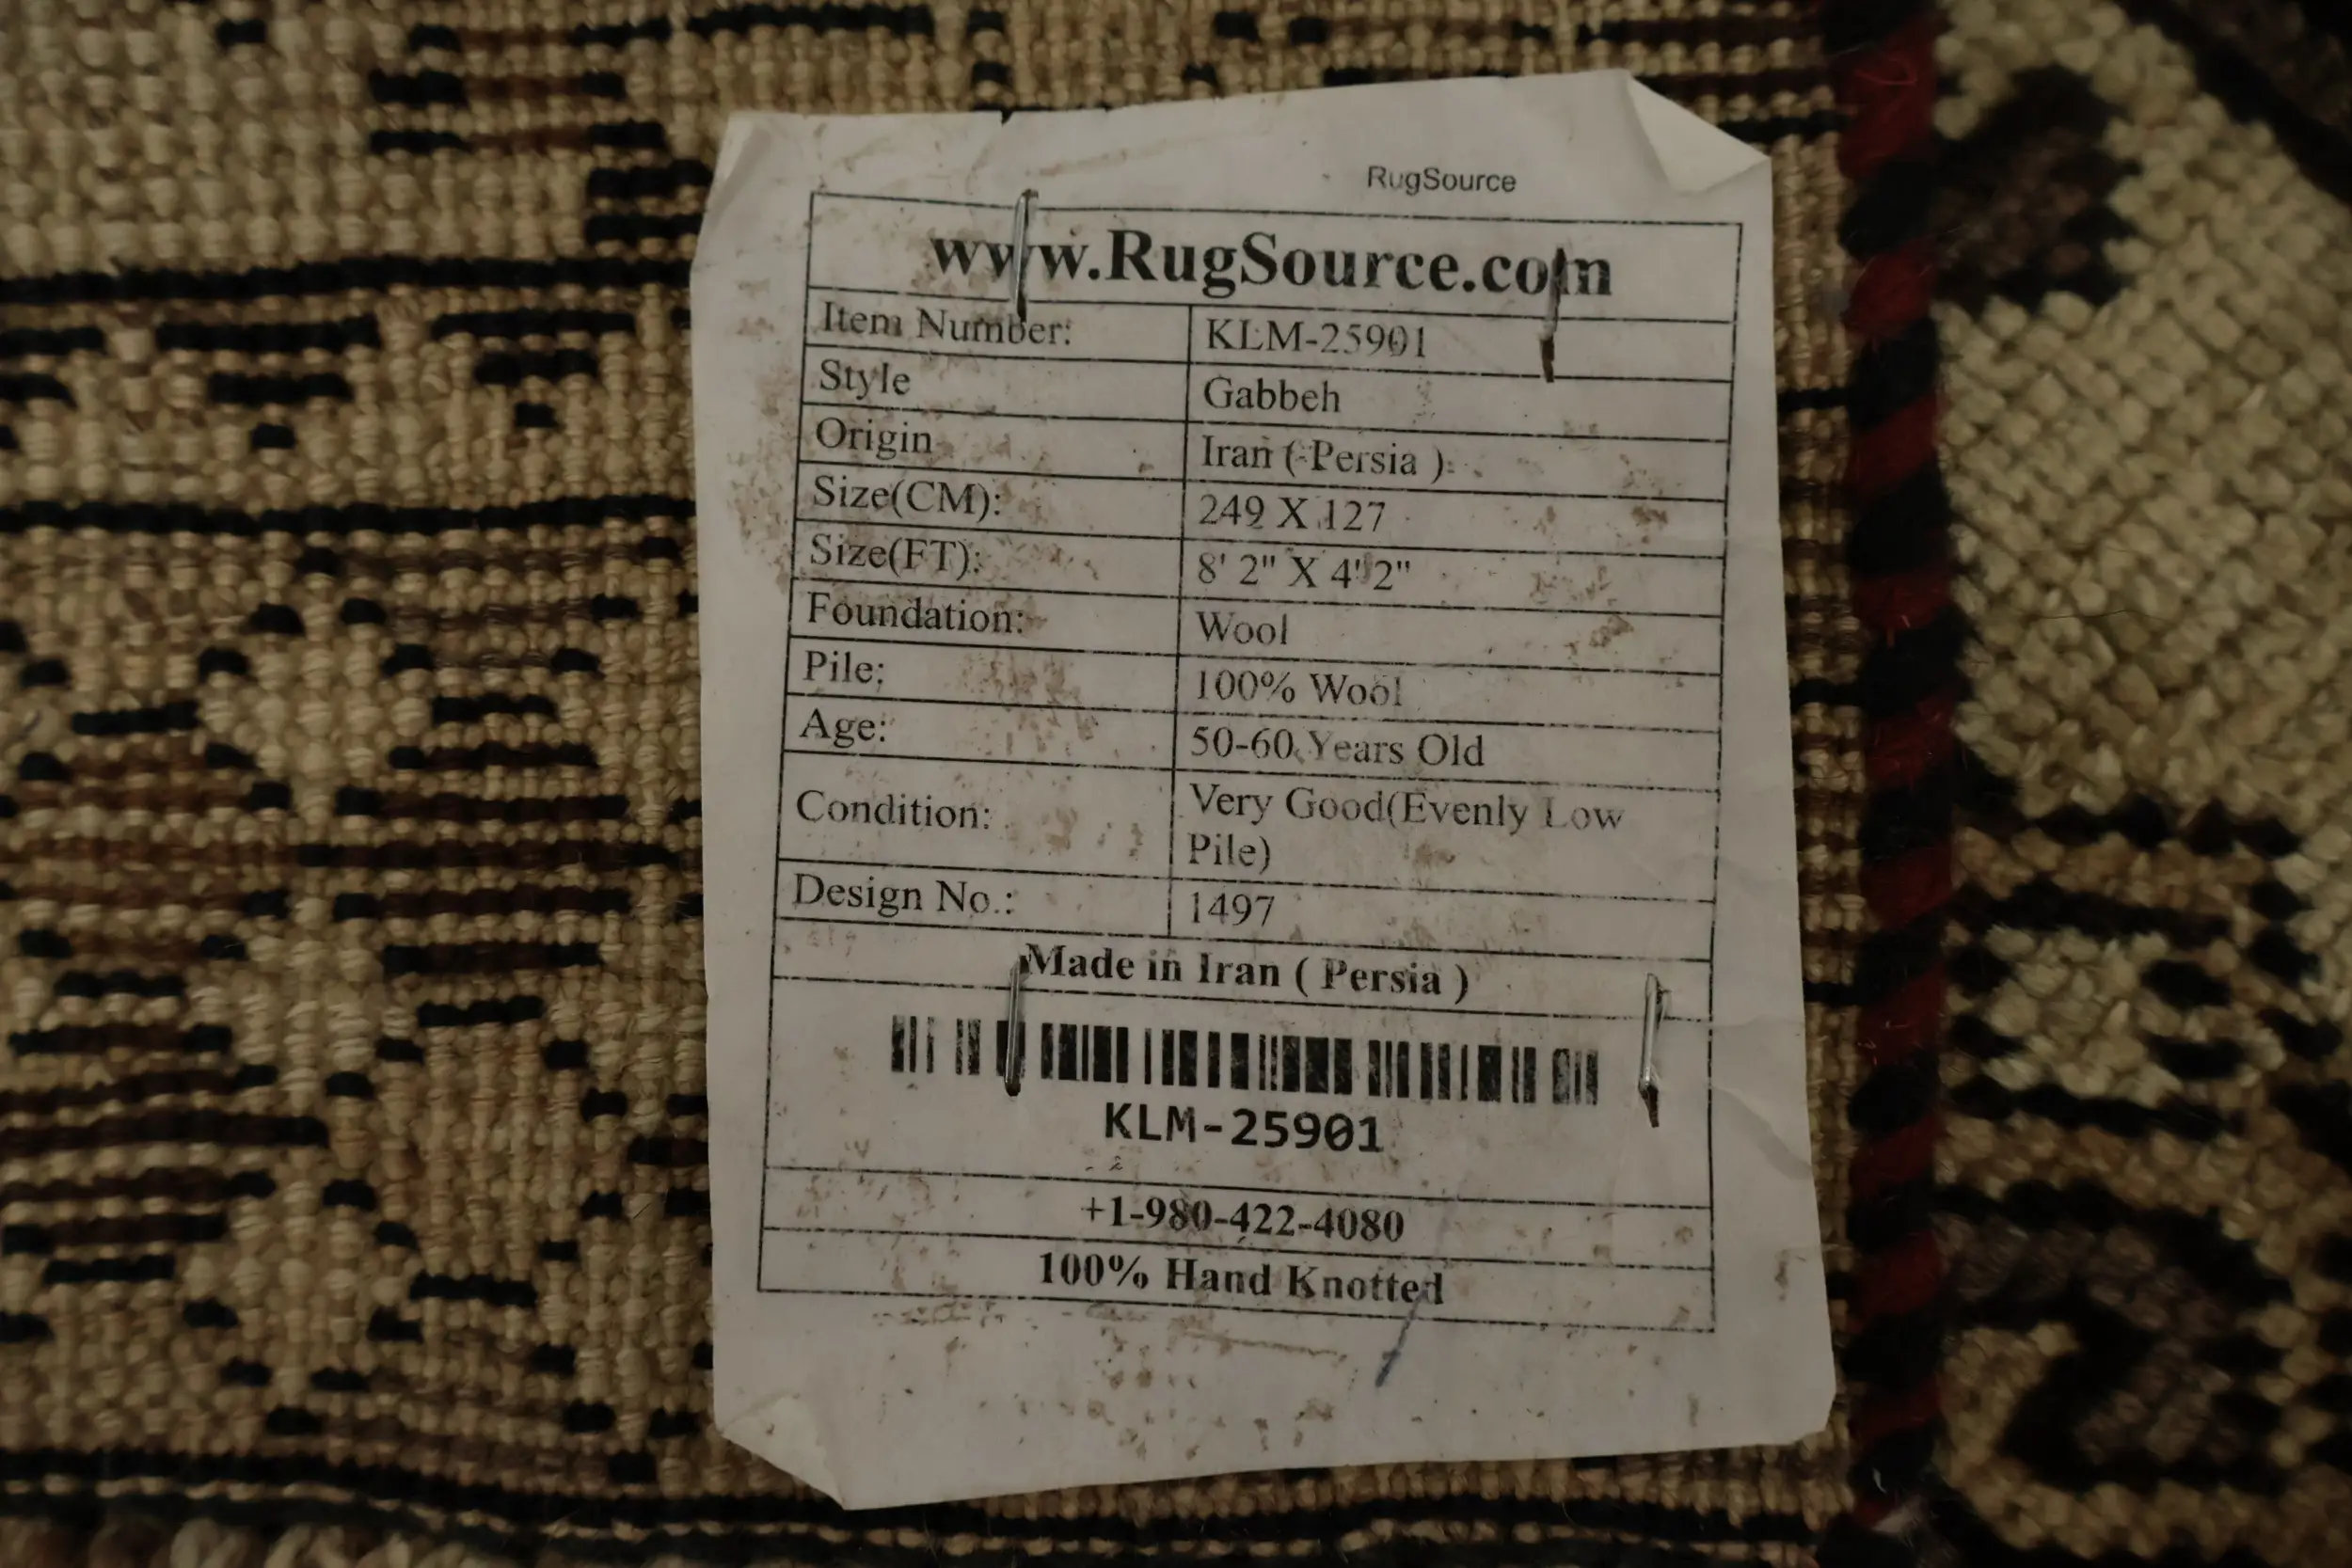 RugSource
www.RugSource.com
Item Number: KLM-25901
Style Gabbeh
Origin Iran ( Persia )
Size(CM): 249 X 127
Size(FT): 8' 2" X 4' 2"
Foundation: Wool
Pile: 100% Wool
Age: 50-60 Years Old
Condition: Very Good(Evenly Low
Pile)
Design No.: 1497
Made in Iran ( Persia )
KLM-25901
+1-980-422-4080
100% Hand Knotted